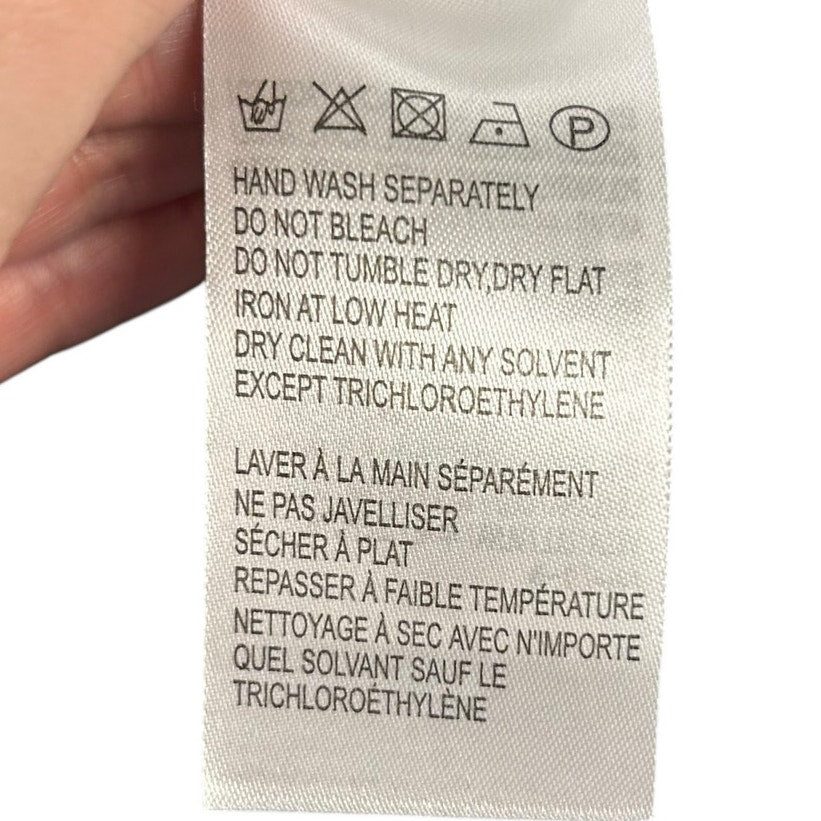 P
HAND WASH SEPARATELY
DO NOT BLEACH
DO NOT TUMBLE DRY,DRY FLAT
IRON AT LOW HEAT
DRY CLEAN WITH ANY SOLVENT
EXCEPT TRICHLOROETHYLENE
LAVER À LA MAIN SÉPARÉMENT
NE PAS JAVELLISER
SÉCHER À PLAT
REPASSER À FAIBLE TEMPÉRATURE
NETTOYAGE À SEC AVEC N'IMPORTE
QUEL SOLVANT SAUF LE
TRICHLOROÉTHYLÈNE